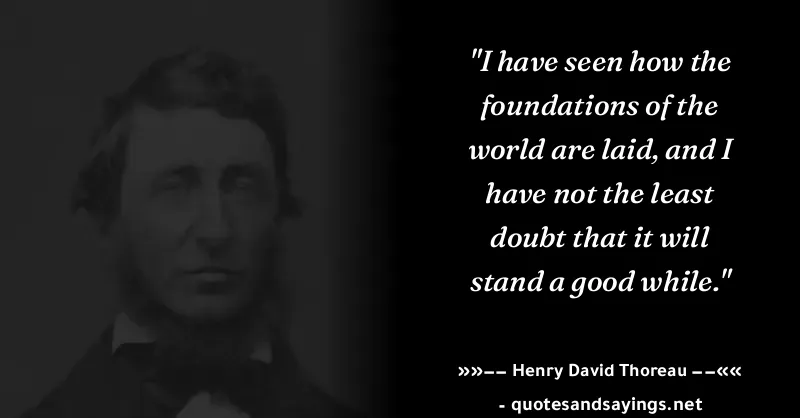 "I have seen how the
foundations of the
world are laid, and I
have not the least
doubt that it will
stand a good while."
»»–– Henry David Thoreau ––««
- quotesandsayings.net